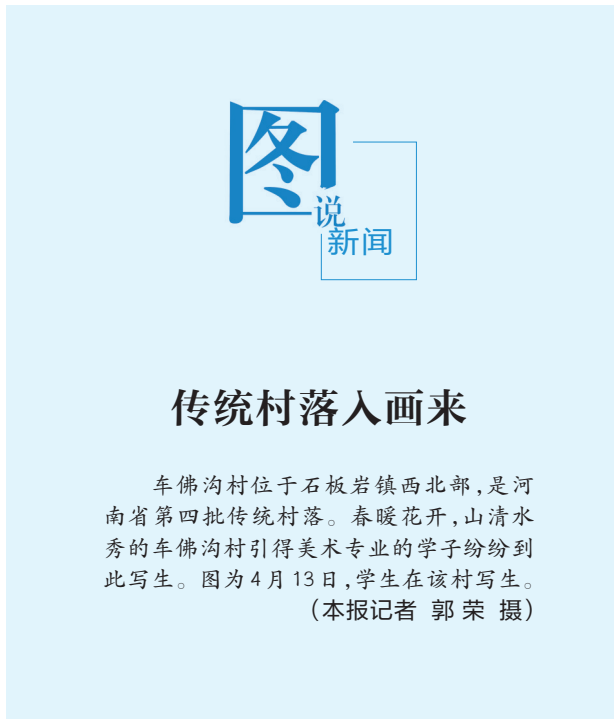 图说
新闻
传统村落入画来
车佛沟村位于石板岩镇西北部,是河
南省第四批传统村落。春暖花开,山清水
秀的车佛沟村引得美术专业的学子纷纷到
此写生。图为4月13日,学生在该村写生。
(本报记者 郭 荣 摄)